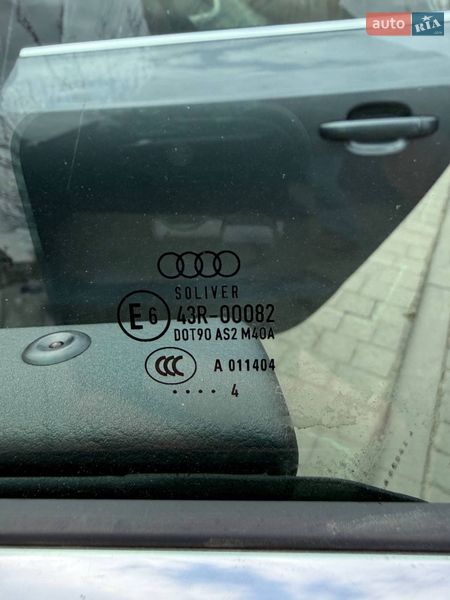 auto RIA
SOLIVER
E6 43R-00082
DOT90 AS2 M40A
CCC A 011404
.... 4